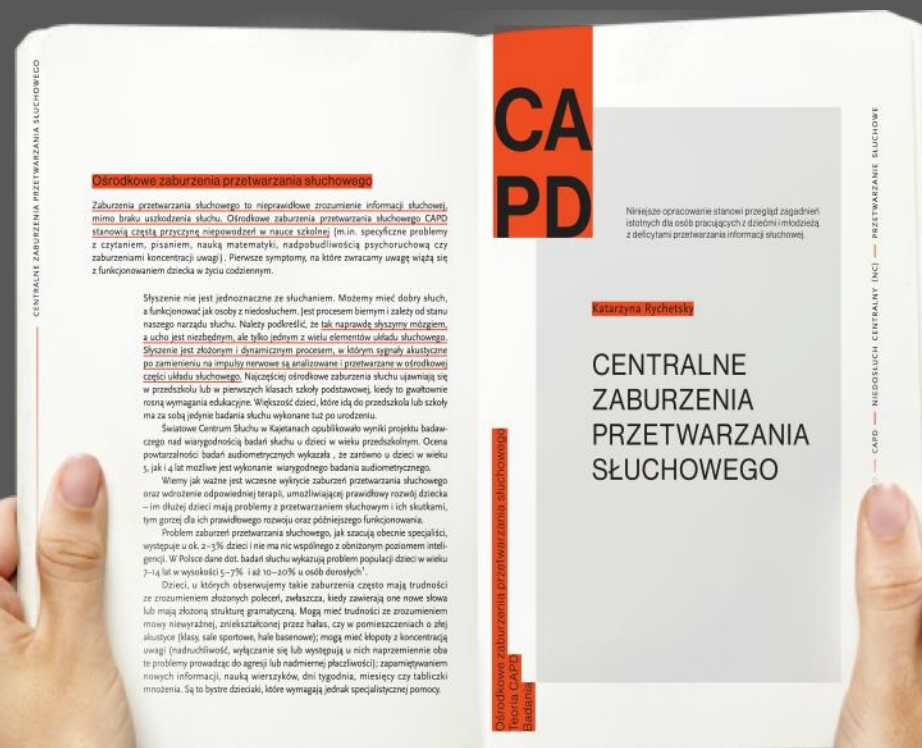 CENTRALNE ZABURZENIA PRZETWARZANIA SŁUCHOWEGO
Ośrodkowe zaburzenia przetwarzania słuchowego
Zaburzenia przetwarzania słuchowego to nieprawidłowe zrozumienie informacji słuchowej,
mimo braku uszkodzenia słuchu. Ośrodkowe zaburzenia przetwarzania słuchowego CAPD
stanowią częstą przyczynę niepowodzeń w nauce szkolnej (m.in. specyficzne problemy
z czytaniem, pisaniem, nauką matematyki, nadpobudliwością psychoruchową czy
zaburzeniami koncentracji uwagi). Pierwsze symptomy, na które zwracamy uwagę wiążą się
z funkcjonowaniem dziecka w życiu codziennym.
Słyszenie nie jest jednoznaczne ze słuchaniem. Możemy mieć dobry słuch,
a funkcjonować jak osoby z niedosłuchem. Jest procesem biernym i zależy od stanu
naszego narządu słuchu. Należy podkreślić, że tak naprawdę słyszymy mózgiem,
a ucho jest niezbędnym, ale tylko jednym z wielu elementów układu słuchowego.
Słyszenie jest złożonym i dynamicznym procesem, w którym sygnały akustyczne
po zamienieniu na impulsy nerwowe są analizowane i przetwarzane w ośrodkowej
części układu słuchowego. Najczęściej ośrodkowe zaburzenia słuchu ujawniają się
w przedszkolu lub w pierwszych klasach szkoły podstawowej, kiedy to gwałtownie
rosną wymagania edukacyjne. Większość dzieci, które idą do przedszkola lub szkoły
ma za sobą jedynie badania słuchu wykonane tuż po urodzeniu.
Światowe Centrum Słuchu w Kajetanach opublikowało wyniki projektu badaw-
czego nad wiarygodnością badań słuchu u dzieci w wieku przedszkolnym. Ocena
powtarzalności badań audiometrycznych wykazała , że zarówno u dzieci w wieku
5, jak i 4 lat możliwe jest wykonanie wiarygodnego badania audiometrycznego.
Wiemy jak ważne jest wczesne wykrycie zaburzeń przetwarzania słuchowego
oraz wdrożenie odpowiedniej terapii, umożliwiającej prawidłowy rozwój dziecka
– im dłużej dzieci mają problemy z przetwarzaniem słuchowym i ich skutkami,
tym gorzej dla ich prawidłowego rozwoju oraz późniejszego funkcjonowania.
Problem zaburzeń przetwarzania słuchowego, jak szacują obecnie specjaliści,
występuje u ok. 2–3% dzieci i nie ma nic wspólnego z obniżonym poziomem inteli-
gencji. W Polsce dane dot. badań słuchu wykazują problem populacji dzieci w wieku
7–14 lat w wysokości 5–7% i aż 10–20% u osób dorosłych¹.
Dzieci, u których obserwujemy takie zaburzenia często mają trudności
ze zrozumieniem złożonych poleceń, zwłaszcza, kiedy zawierają one nowe słowa
lub mają złożoną strukturę gramatyczną. Mogą mieć trudności ze zrozumieniem
mowy niewyraźnej, zniekształconej przez hałas, czy w pomieszczeniach o złej
akustyce (klasy, sale sportowe, hale basenowe); mogą mieć kłopoty z koncentracją
uwagi (nadruchliwość, wyłączanie się lub występują u nich naprzemiennie oba
te problemy prowadząc do agresji lub nadmiernej płaczliwości); zapamiętywaniem
nowych informacji, nauką wierszyków, dni tygodnia, miesięcy czy tabliczki
mnożenia. Są to bystre dzieciaki, które wymagają jednak specjalistycznej pomocy.
CA
PD
Niniejsze opracowanie stanowi przegląd zagadnień
istotnych dla osób pracujących z dziećmi i młodzieżą
z deficytami przetwarzania informacji słuchowej.
Katarzyna Rychetsky
CENTRALNE
ZABURZENIA
PRZETWARZANIA
SŁUCHOWEGO
Ośrodkowe zaburzenia przetwarzania słuchowego
Teoria CAPD
Badania
CAPD — NIEDOSŁUCH CENTRALNY (NC) — PRZETWARZANIE SŁUCHOWE